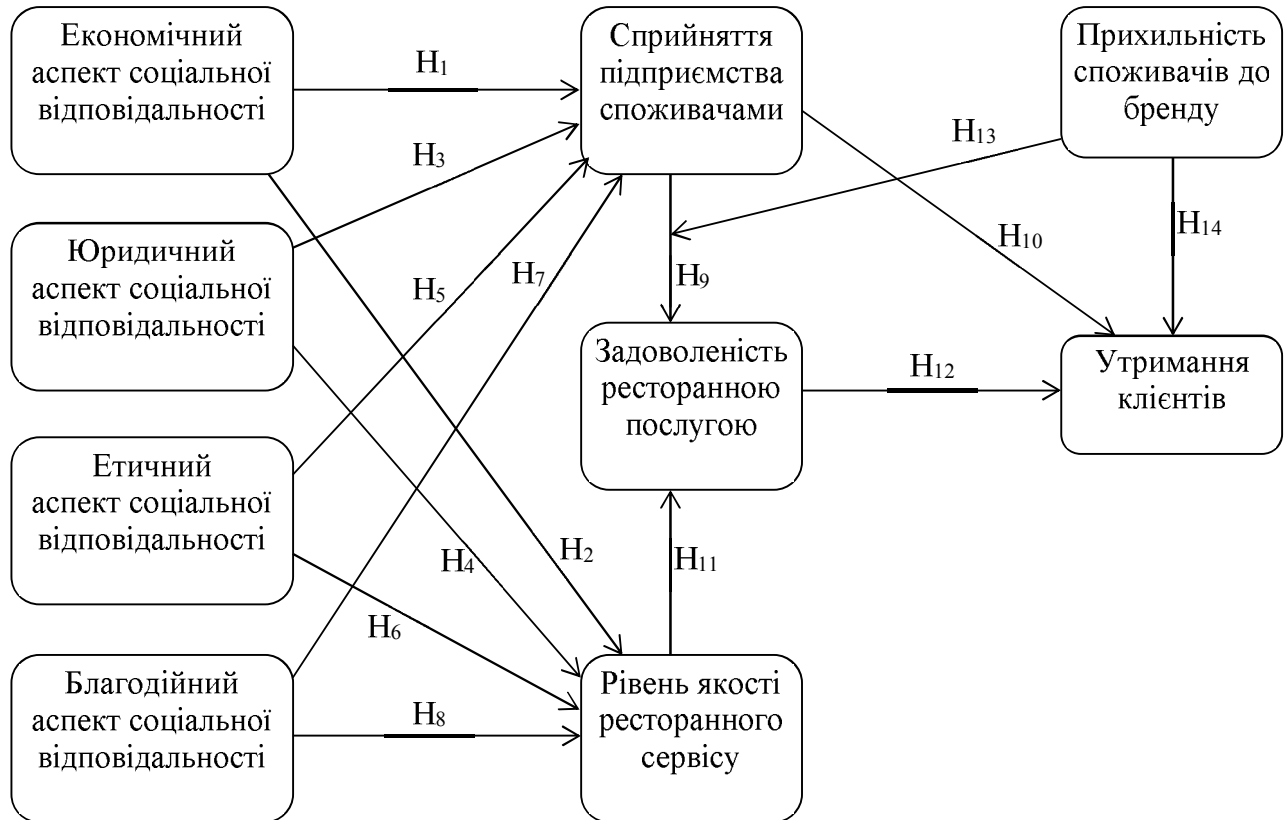 Економічний
аспект соціальної
відповідальності
H1
Сприйняття
підприємства
споживачами
Прихильність
споживачів до
бренду
H3
H13
Юридичний
аспект соціальної
відповідальності
H5
H7
H9
H10
H14
Задоволеність
ресторанною
послугою
H12
Утримання
клієнтів
Етичний
аспект соціальної
відповідальності
H4
H2
H11
H6
Благодійний
аспект соціальної
відповідальності
H8
Рівень якості
ресторанного
сервісу